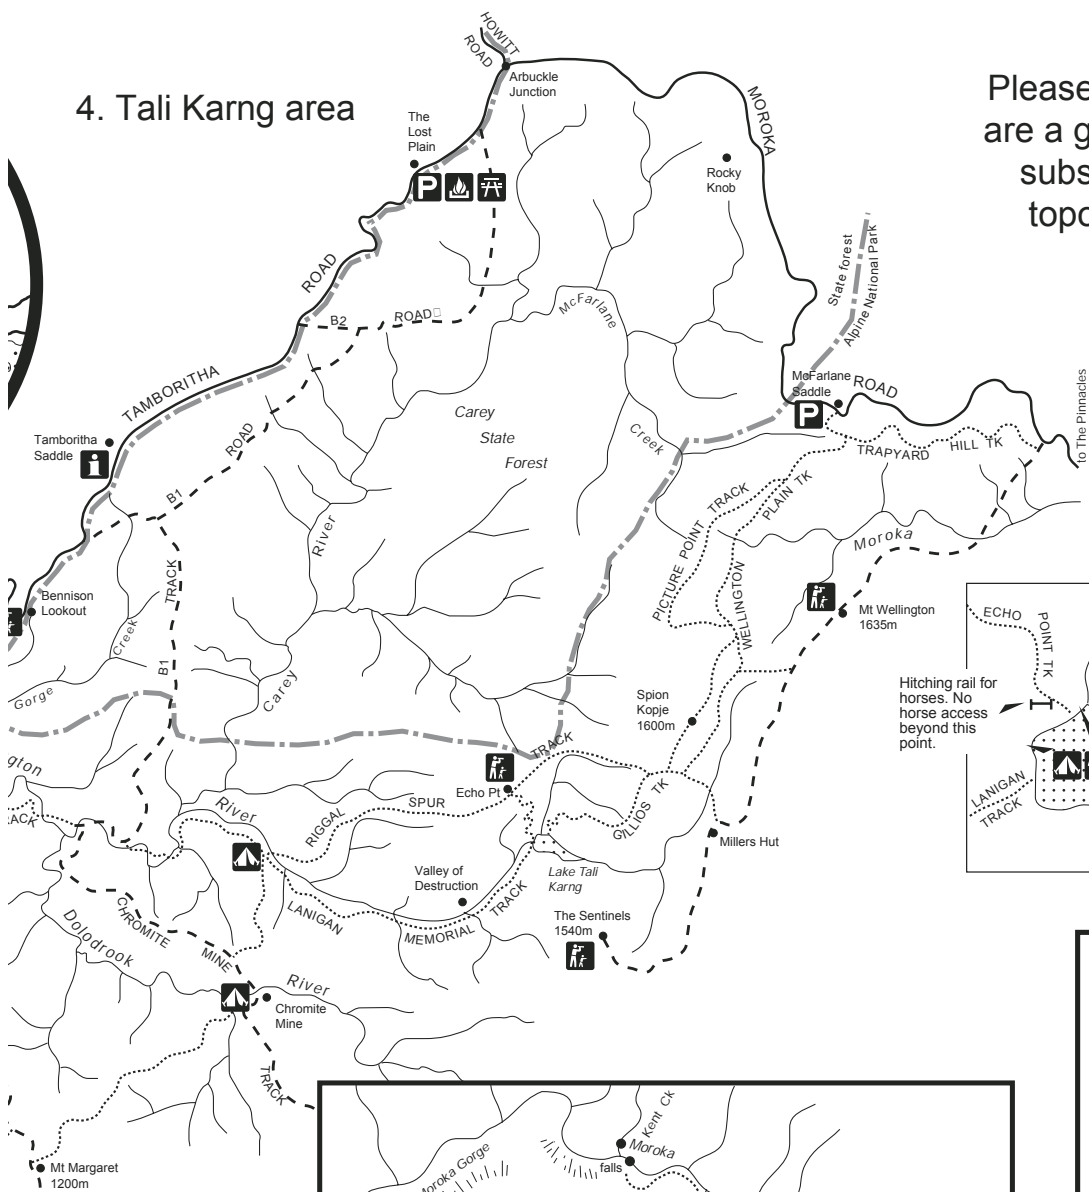 4. Tali Karng area
HOWITT
ROAD
Arbuckle
Junction
The
Lost
Plain
P
MOROKA
Rocky
Knob
Please
are a g
subs
topo
State forest
Alpine National Park
ROAD
B2
ROAD
McFarlane
Creek
TAMBORITHA
McFarlane
Saddle
ROAD
P
to The Pinnacles
Tamboritha
Saddle
i
ROAD
B1
Carey
State
Forest
TRAPYARD
HILL TK
PICTURE POINT TRACK
PLAIN TK
WELLINGTON
River
Moroka
Bennison
Lookout
TRACK
B1
Creek
Gorge
Carey
Mt Wellington
1635m
ECHO
POINT TK
Hitching rail for
horses. No
horse access
beyond this
point.
LANIGAN
TRACK
Spion
Kopje
1600m
gton
ACK
River
Echo Pt
TRACK
SPUR
RIGGAL
GILLIOS TK
Millers Hut
Valley of
Destruction
Lake Tali
Karng
LANIGAN
MEMORIAL
TRACK
The Sentinels
1540m
CHROMITE
MINE
Dolodrook
River
Chromite
Mine
TRACK
Mt Margaret
1200m
Moroka Gorge
Kent Ck
Moroka
falls